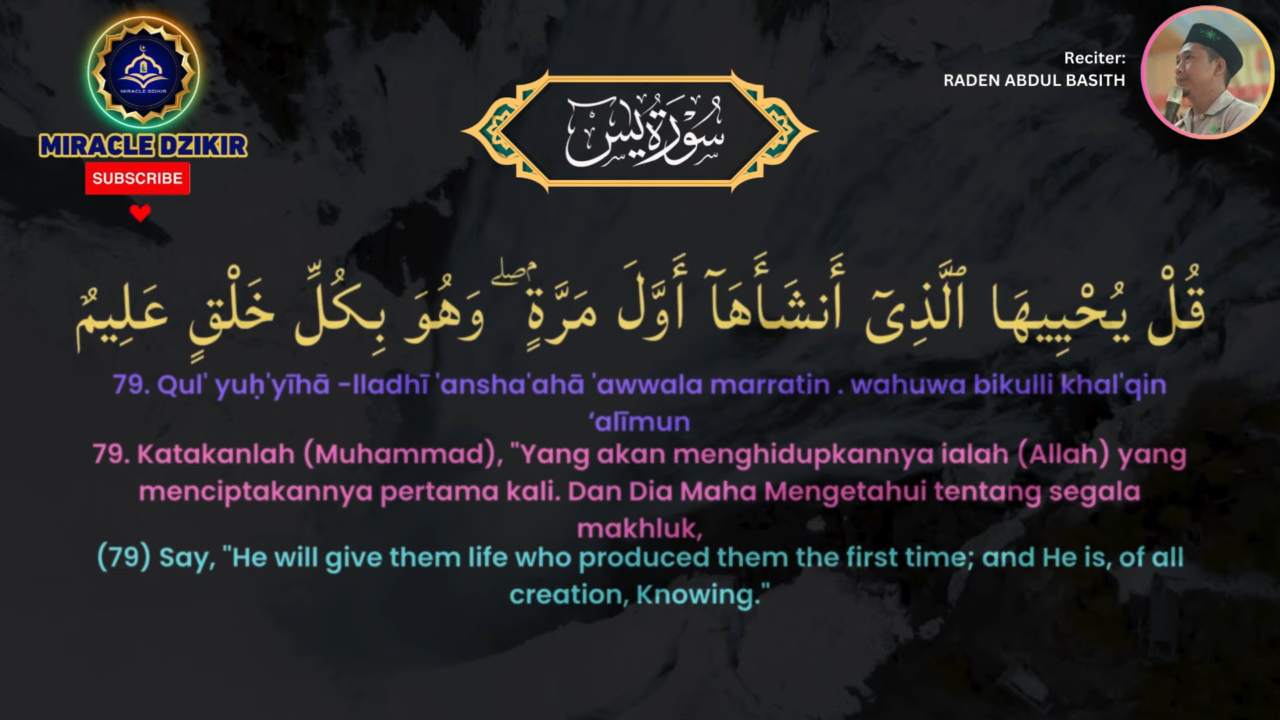 MIRACLE DZIKIR
MIRACLE DZIKIR
SUBSCRIBE
سُورَةُ يس
Reciter:
RADEN ABDUL BASITH
قُلْ يُحْيِيهَا ٱلَّذِىٓ أَنشَأَهَآ أَوَّلَ مَرَّةٍۢ ۖ وَهُوَ بِكُلِّ خَلْقٍ عَلِيمٌ
79. Qul' yuḥ'yīhā -lladhī 'ansha'ahā 'awwala marratin . wahuwa bikulli khal'qin
‘alīmun
79. Katakanlah (Muhammad), "Yang akan menghidupkannya ialah (Allah) yang
menciptakannya pertama kali. Dan Dia Maha Mengetahui tentang segala
makhluk,
(79) Say, "He will give them life who produced them the first time; and He is, of all
creation, Knowing."